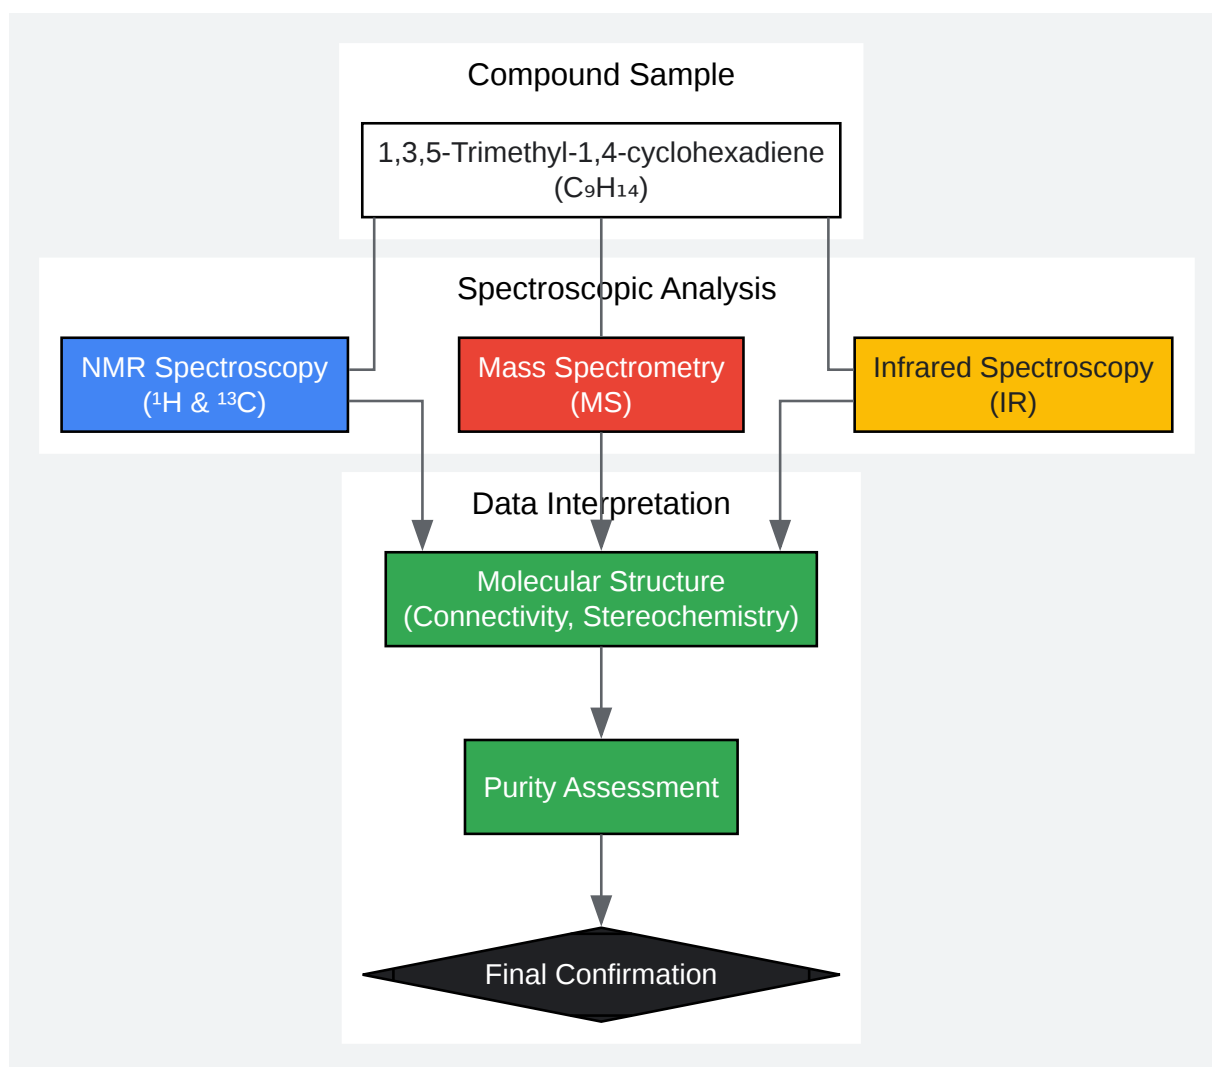 Compound Sample
1,3,5-Trimethyl-1,4-cyclohexadiene
(C₉H₁₄)
Spectroscopic Analysis
NMR Spectroscopy
(¹H & ¹³C)
Mass Spectrometry
(MS)
Infrared Spectroscopy
(IR)
Data Interpretation
Molecular Structure
(Connectivity, Stereochemistry)
Purity Assessment
Final Confirmation